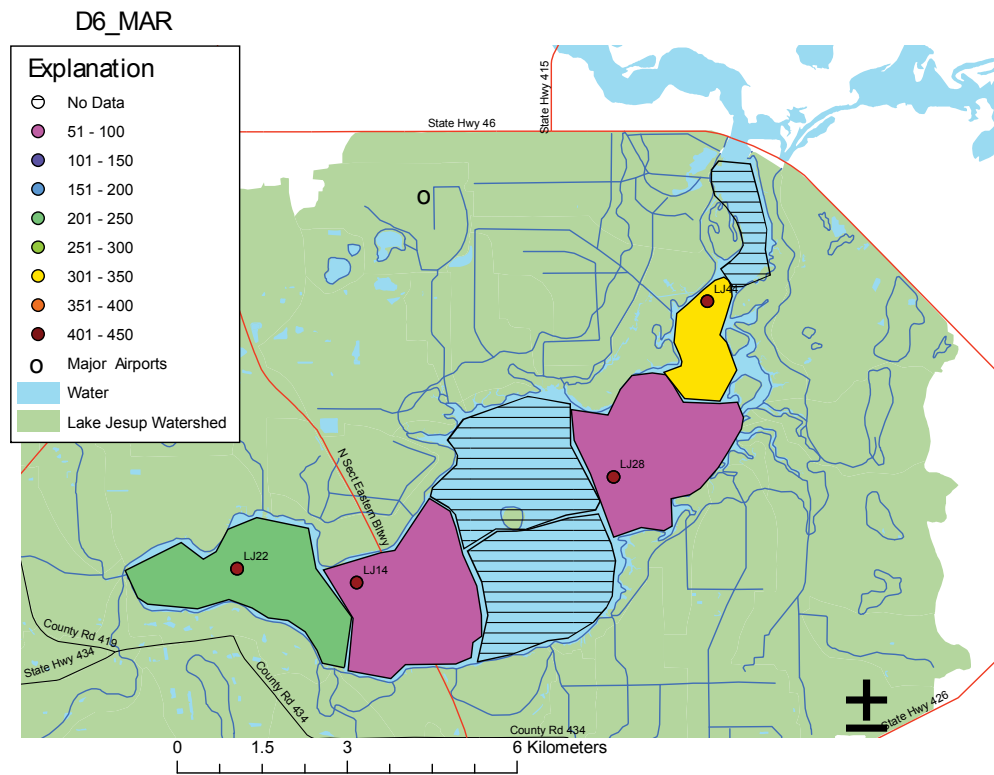 D6_MAR
Explanation
No Data
51 - 100
101 - 150
151 - 200
201 - 250
251 - 300
301 - 350
351 - 400
401 - 450
O Major Airports
Water
Lake Jesup Watershed
State Hwy 415
State Hwy 46
O
LJ44
N Sect Eastern Bltwy
LJ28
LJ22
LJ14
County Rd 419
State Hwy 434
County Rd 434
State Hwy 426
County Rd 434
0 1.5 3 6 Kilometers